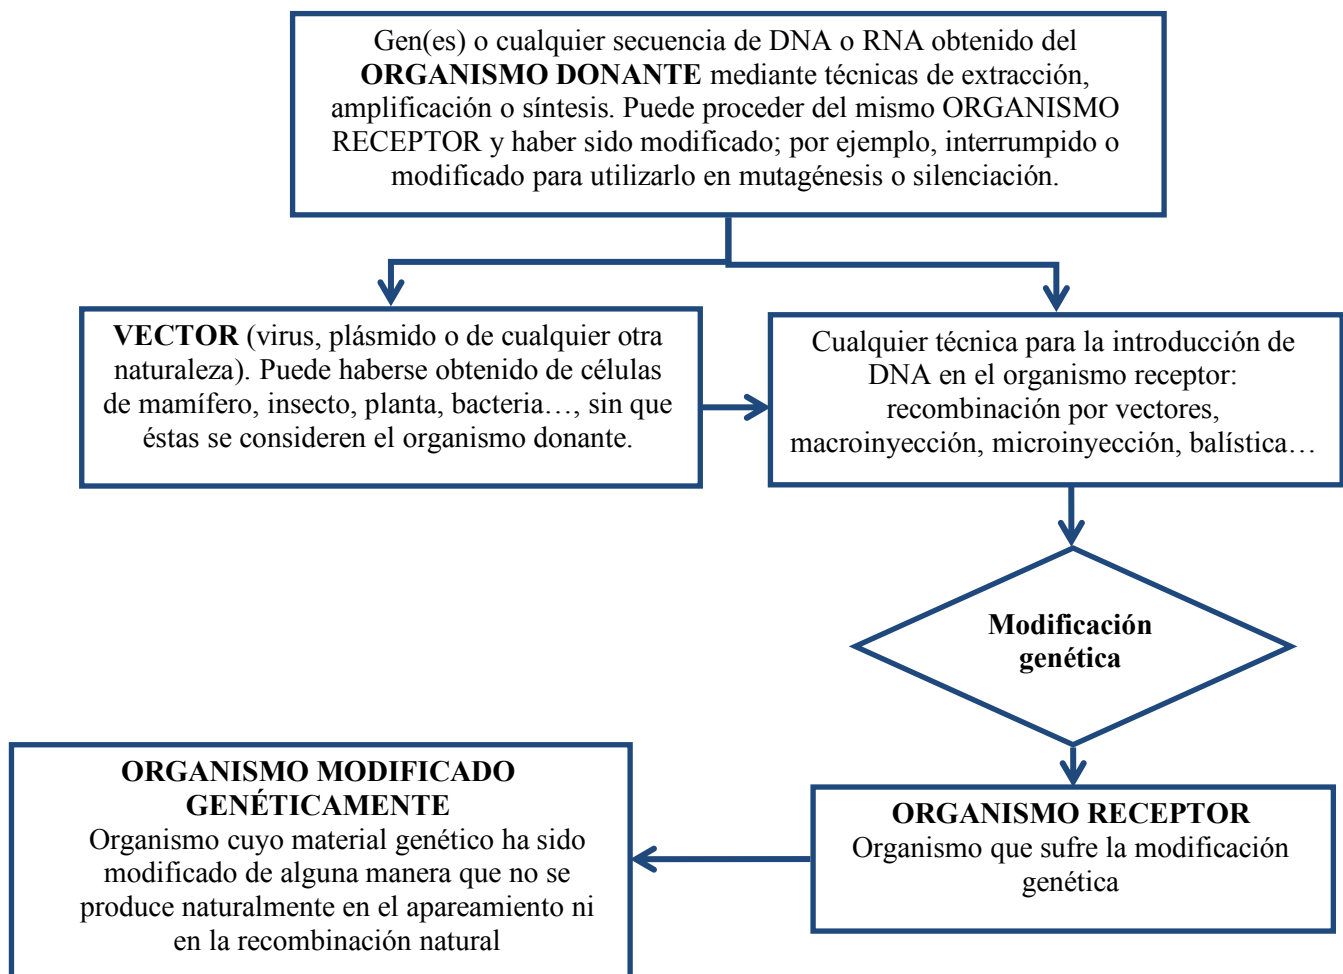 Gen(es) o cualquier secuencia de DNA o RNA obtenido del
ORGANISMO DONANTE mediante técnicas de extracción,
amplificación o síntesis. Puede proceder del mismo ORGANISMO
RECEPTOR y haber sido modificado; por ejemplo, interrumpido o
modificado para utilizarlo en mutagénesis o silenciación.
VECTOR (virus, plásmido o de cualquier otra
naturaleza). Puede haberse obtenido de células
de mamífero, insecto, planta, bacteria…, sin que
éstas se consideren el organismo donante.
Cualquier técnica para la introducción de
DNA en el organismo receptor:
recombinación por vectores,
macroinyección, microinyección, balística…
Modificación
genética
ORGANISMO RECEPTOR
Organismo que sufre la modificación
genética
ORGANISMO MODIFICADO
GENÉTICAMENTE
Organismo cuyo material genético ha sido
modificado de alguna manera que no se
produce naturalmente en el apareamiento ni
en la recombinación natural